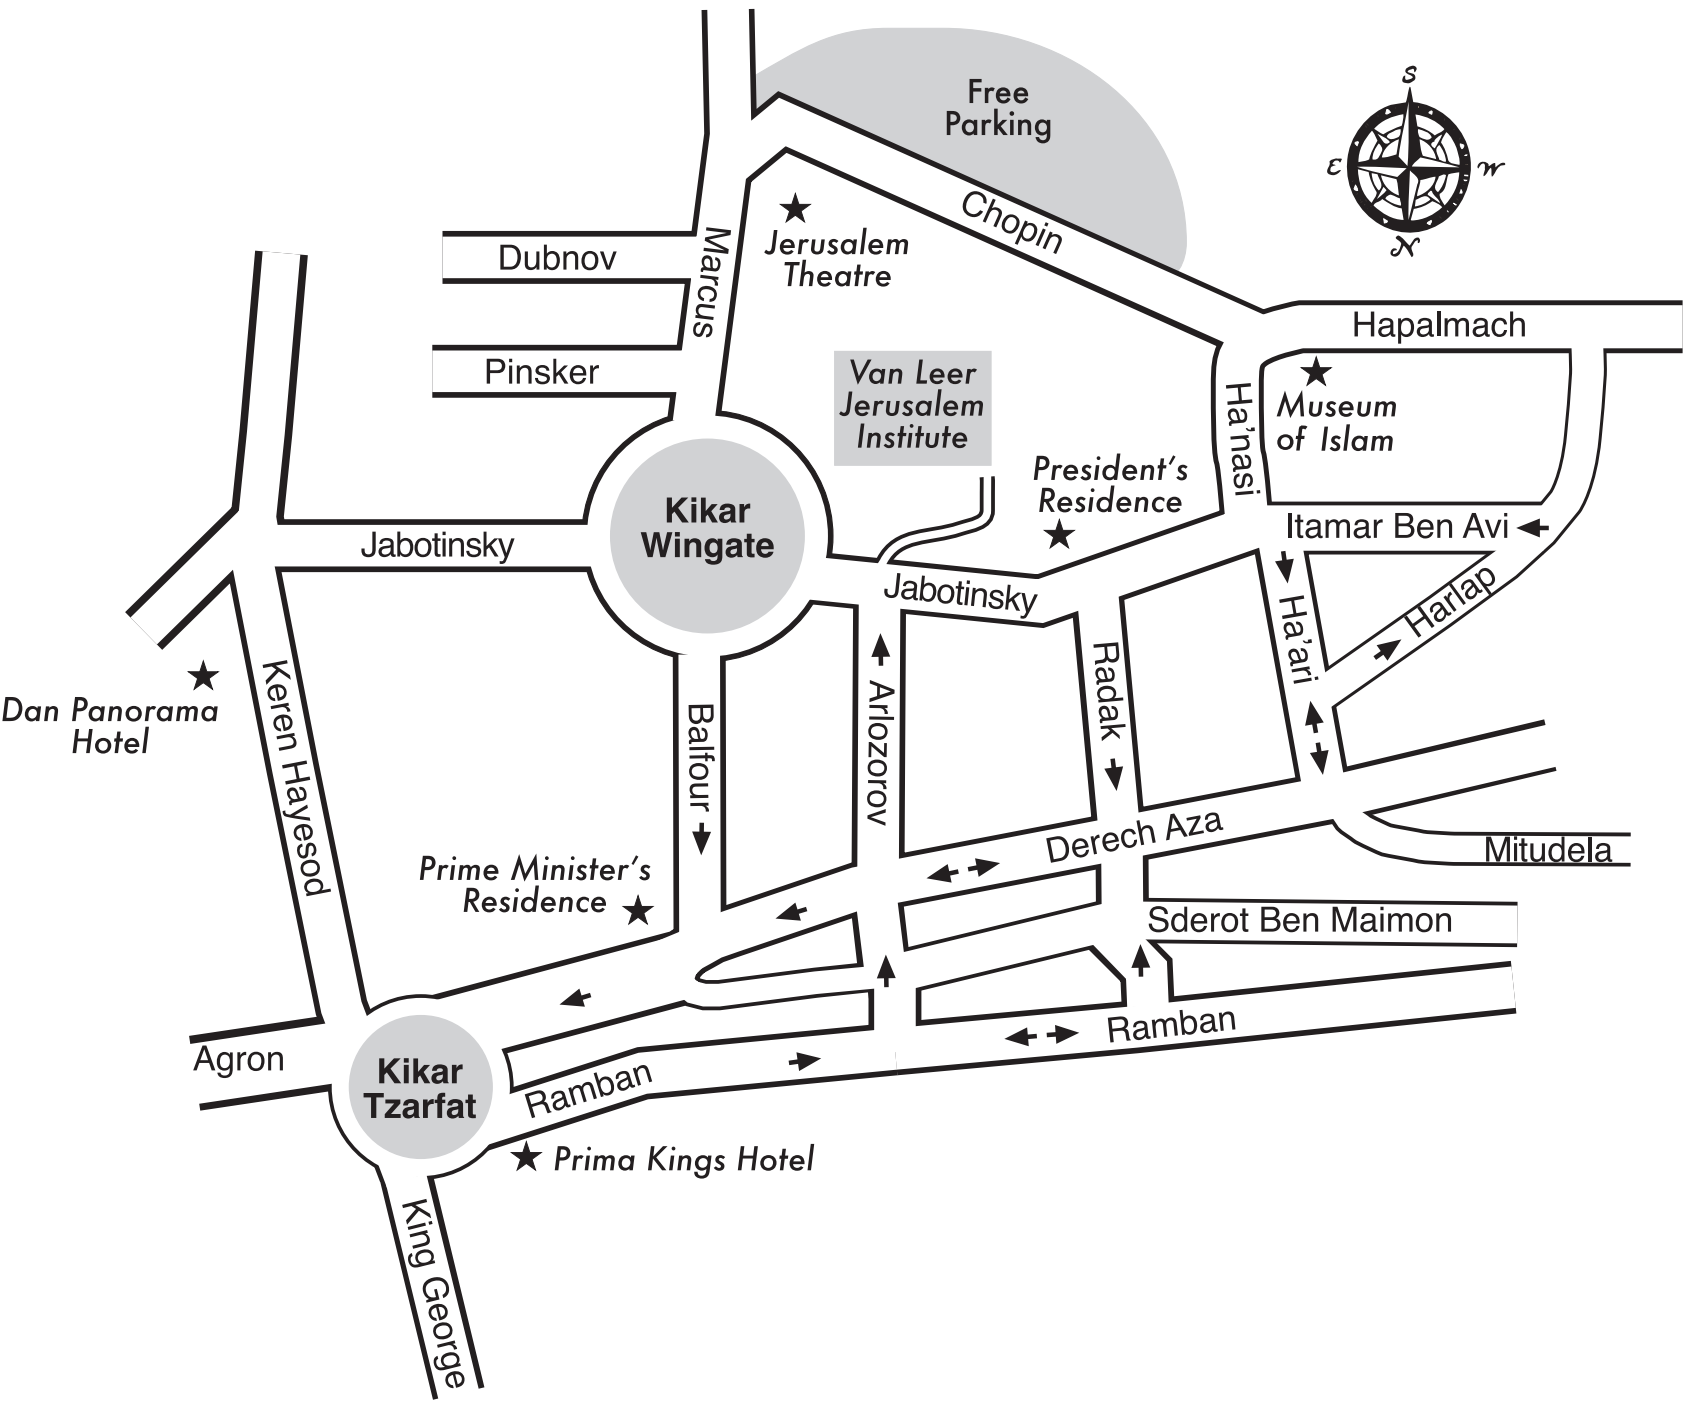 S
Free
Parking
E
W
Chopin
Jerusalem
Theatre
Marcus
Dubnov
N
Hapalmach
Pinsker
Van Leer
Jerusalem
Institute
Ha'nasi
Museum
of Islam
President's
Residence
Kikar
Wingate
Itamar Ben Avi
Jabotinsky
Jabotinsky
Harlap
Ha'ari
Radak
Dan Panorama
Hotel
Keren Hayesod
Balfour
Arlozorov
Derech Aza
Mitudela
Prime Minister's
Residence
Sderot Ben Maimon
Ramban
Agron
Kikar
Tzarfat
Ramban
Prima Kings Hotel
King George